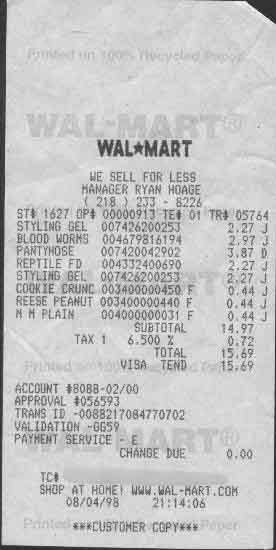 Printed on 100% Recycled Paper
WAL-MART®
WAL★MART
WE SELL FOR LESS
MANAGER RYAN HOAGE
( 218 ) 233 - 8226
ST# 1627 OP# 00000913 TE# 01 TR# 05764
STYLING GEL 007426200253 2.27 J
BLOOD WORMS 004679816194 2.97 J
PANTYHOSE 007420042902 3.87 D
REPTILE FD 004332400690 2.27 J
STYLING GEL 007426200253 2.27 J
COOKIE CRUNC 003400000450 F 0.44 J
REESE PEANUT 003400000440 F 0.44 J
M M PLAIN 004000000031 F 0.44 J
SUBTOTAL 14.97
TAX 1 6.500 % 0.72
TOTAL 15.69
VISA TEND 15.69
ACCOUNT #8088-02/00
APPROVAL #056593
TRANS ID -0088217084770702
VALIDATION -GG59
PAYMENT SERVICE - E
CHANGE DUE 0.00
TC#
SHOP AT HOME! WWW.WAL-MART.COM
08/04/98 21:14:06
***CUSTOMER COPY***